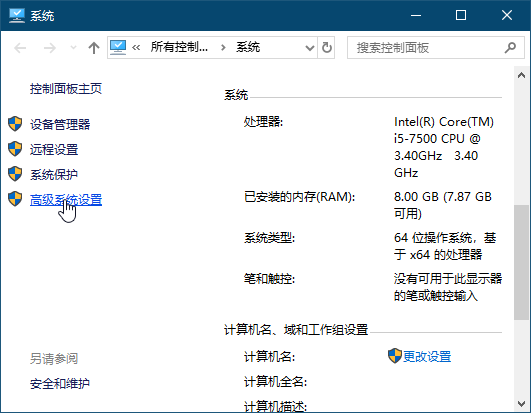 系统
所有控制... 系统
搜索控制面板
控制面板主页
设备管理器
远程设置
系统保护
高级系统设置
另请参阅
安全和维护
系统
处理器:
Intel(R) Core(TM)
i5-7500 CPU @
3.40GHz 3.40
GHz
已安装的内存(RAM):
8.00 GB (7.87 GB
可用)
系统类型:
64 位操作系统，基
于 x64 的处理器
笔和触控:
没有可用于此显示器
的笔或触控输入
计算机名、域和工作组设置
计算机名:
更改设置
计算机全名:
计算机描述: